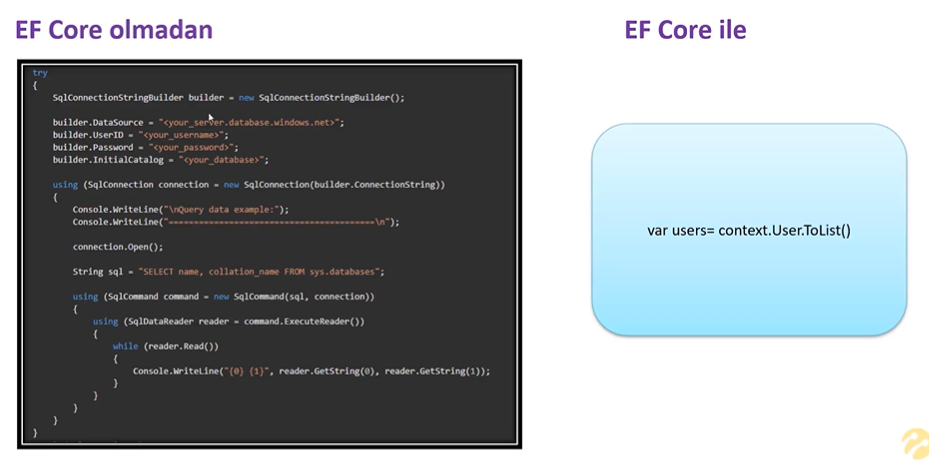 EF Core olmadan
EF Core ile
try
{
SqlConnectionStringBuilder builder = new SqlConnectionStringBuilder();
builder.DataSource = "<your_server.database.windows.net>";
builder.UserID = "<your_username>";
builder.Password = "<your_password>";
builder.InitialCatalog = "<your_database>";
using (SqlConnection connection = new SqlConnection(builder.ConnectionString))
{
Console.WriteLine("\nQuery data example:");
Console.WriteLine("=========================================\n");
connection.Open();
String sql = "SELECT name, collation_name FROM sys.databases";
using (SqlCommand command = new SqlCommand(sql, connection))
{
using (SqlDataReader reader = command.ExecuteReader())
{
while (reader.Read())
{
Console.WriteLine("{0} {1}", reader.GetString(0), reader.GetString(1));
}
}
}
}
}
var users= context.User.ToList()